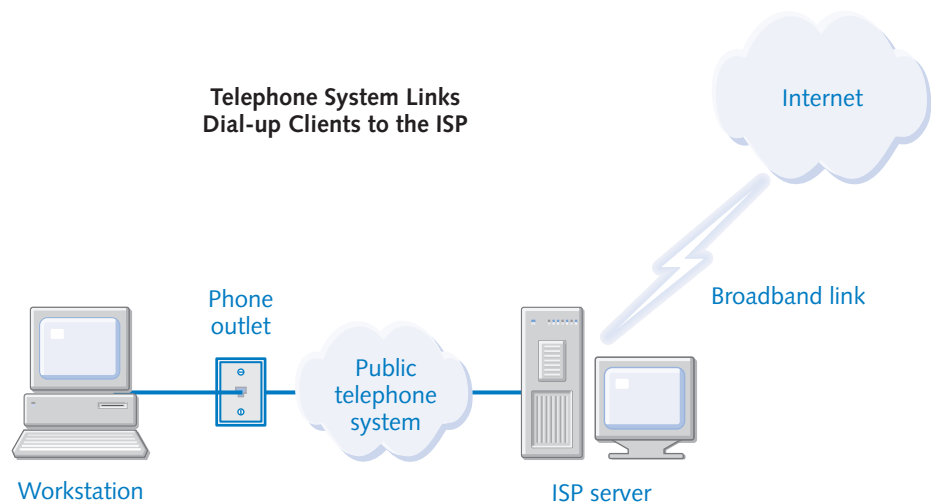 Telephone System Links
Dial-up Clients to the ISP
Internet
Broadband link
Phone
outlet
Public
telephone
system
Workstation
ISP server